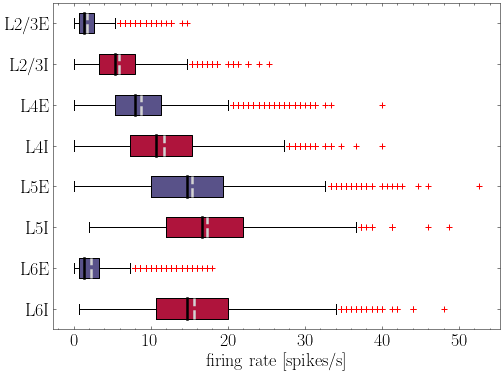 L2/3E
L2/3I
L4E
L4I
L5E
L5I
L6E
L6I
0 10 20 30 40 50
firing rate [spikes/s]